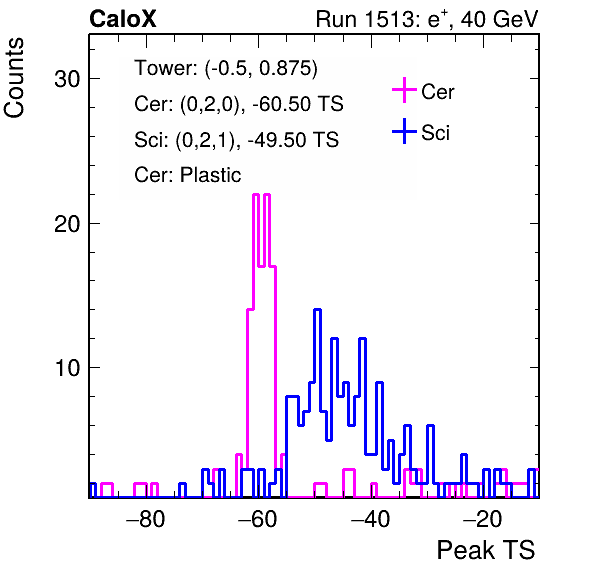 CaloX Run 1513: e⁺, 40 GeV
Counts
Tower: (-0.5, 0.875)
Cer: (0,2,0), -60.50 TS
Sci: (0,2,1), -49.50 TS
Cer: Plastic
Cer
Sci
30
20
10
−80 −60 −40 −20
Peak TS